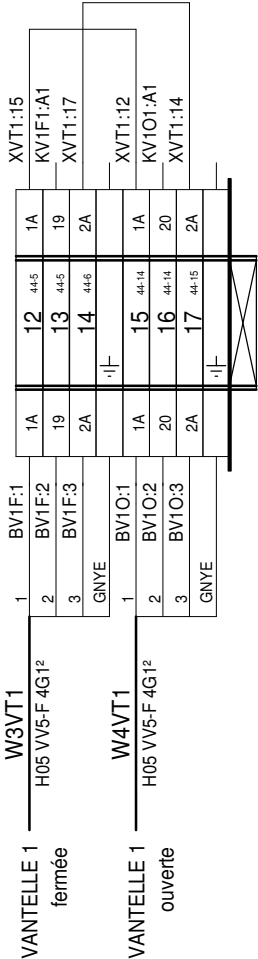 VANTELLE 1
fermée
W3VT1
H05 VV5-F 4G1²
1 BV1F:1 1A 12 44-5 1A XVT1:15
2 BV1F:2 19 13 44-5 19 KV1F1:A1
3 BV1F:3 2A 14 44-6 2A XVT1:17
GNYE
VANTELLE 1
ouverte
W4VT1
H05 VV5-F 4G1²
1 BV1O:1 1A 15 44-14 1A XVT1:12
2 BV1O:2 20 16 44-14 20 KV1O1:A1
3 BV1O:3 2A 17 44-15 2A XVT1:14
GNYE